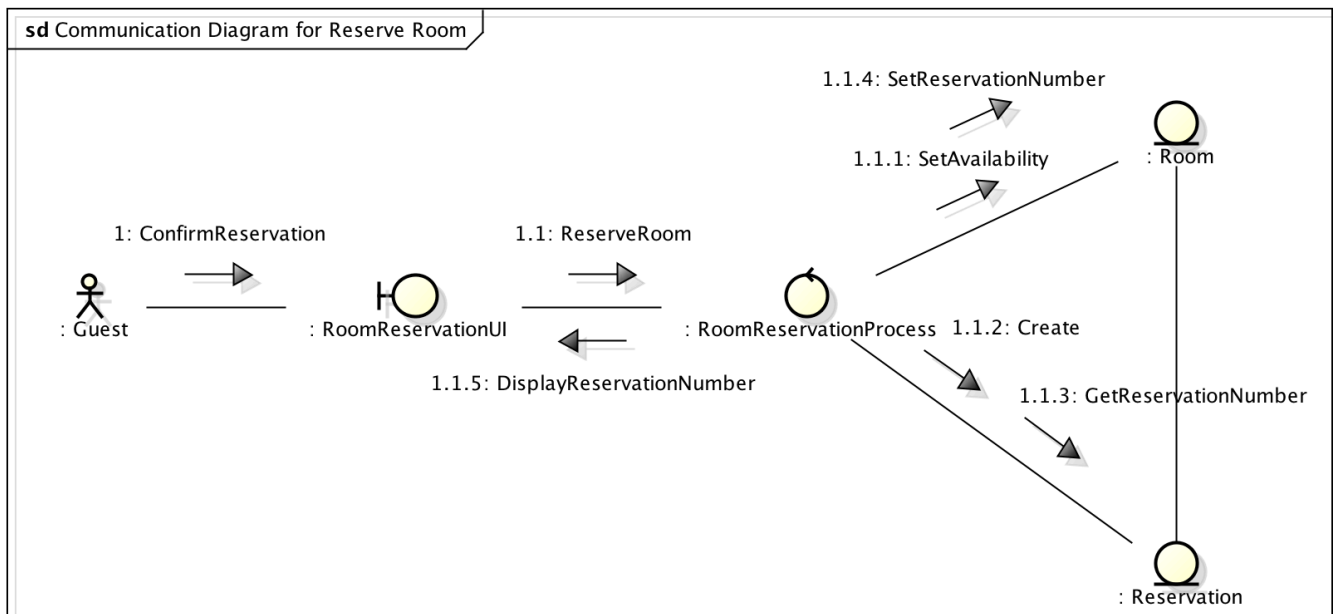 sd Communication Diagram for Reserve Room
1.1.4: SetReservationNumber
1.1.1: SetAvailability
: Room
1: ConfirmReservation
1.1: ReserveRoom
: Guest
: RoomReservationUI
: RoomReservationProcess
1.1.2: Create
1.1.5: DisplayReservationNumber
1.1.3: GetReservationNumber
: Reservation